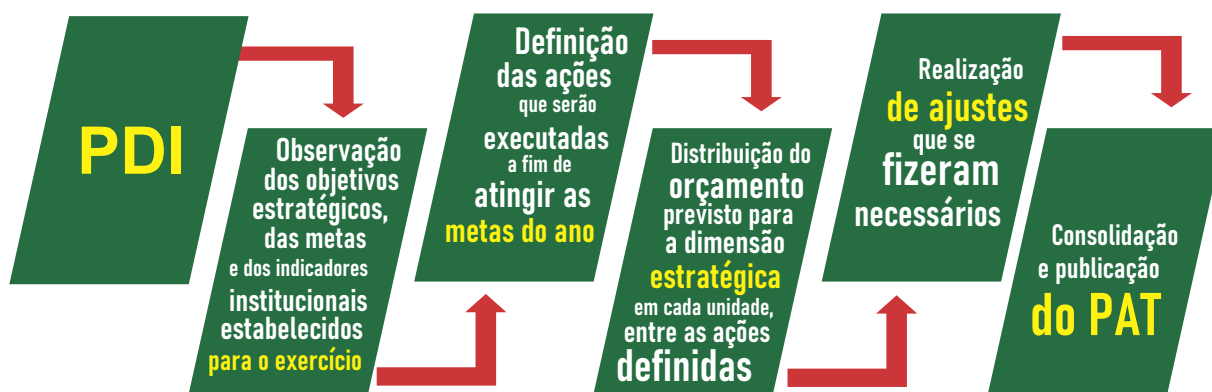 PDI
Observação
dos objetivos
estratégicos,
das metas
e dos indicadores
institucionais
estabelecidos
para o exercício
Definição
das ações
que serão
executadas
a fim de
atingir as
metas do ano
Distribuição do
orçamento
previsto para
a dimensão
estratégica
em cada unidade,
entre as ações
definidas
Realização
de ajustes
que se
fizeram
necessários
Consolidação
e publicação
do PAT